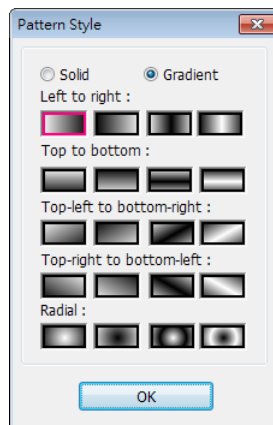 Pattern Style
Solid Gradient
Left to right :
Top to bottom :
Top-left to bottom-right :
Top-right to bottom-left :
Radial :
OK